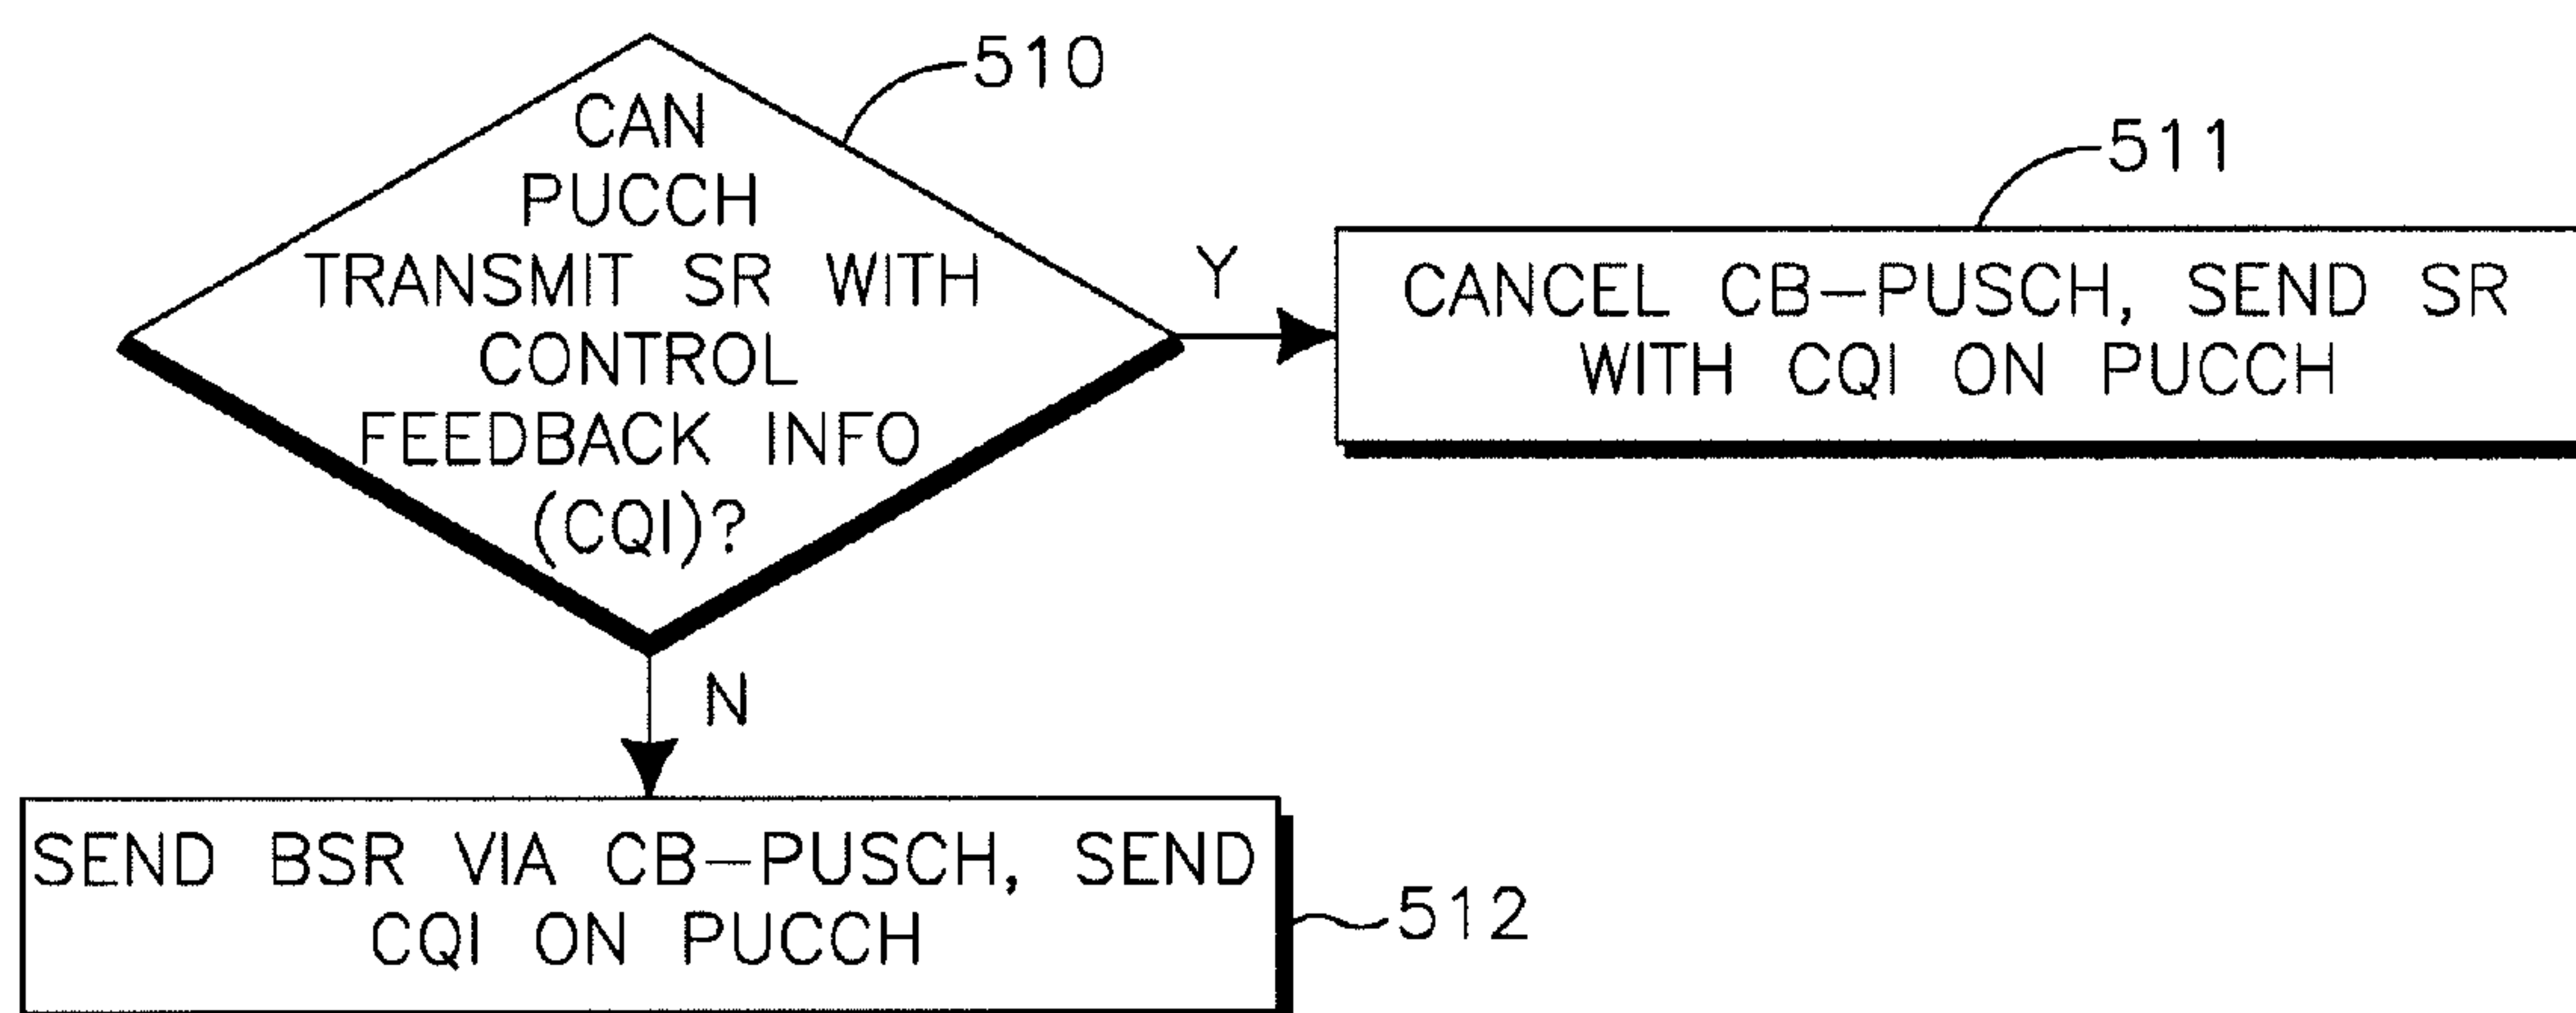 CAN
PUCCH
TRANSMIT SR WITH
CONTROL
FEEDBACK INFO
(CQI)?
510
Y
511
CANCEL CB-PUSCH, SEND SR
WITH CQI ON PUCCH
N
SEND BSR VIA CB-PUSCH, SEND
CQI ON PUCCH
512